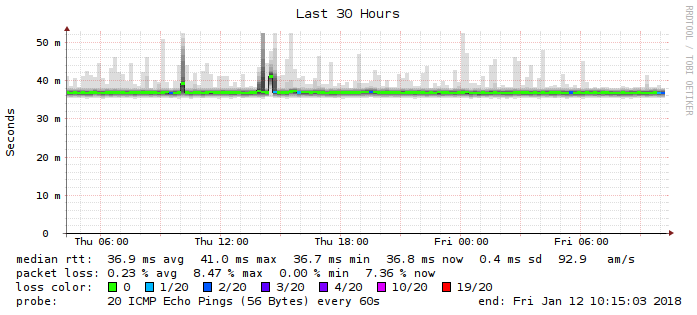 Last 30 Hours
RRDTOOL / TOBI OETIKER
Seconds
50 m
40 m
30 m
20 m
10 m
0
Thu 06:00 Thu 12:00 Thu 18:00 Fri 00:00 Fri 06:00
median rtt: 36.9 ms avg 41.0 ms max 36.7 ms min 36.8 ms now 0.4 ms sd 92.9 am/s
packet loss: 0.23 % avg 8.47 % max 0.00 % min 7.36 % now
loss color: 0 1/20 2/20 3/20 4/20 10/20 19/20
probe: 20 ICMP Echo Pings (56 Bytes) every 60s end: Fri Jan 12 10:15:03 2018